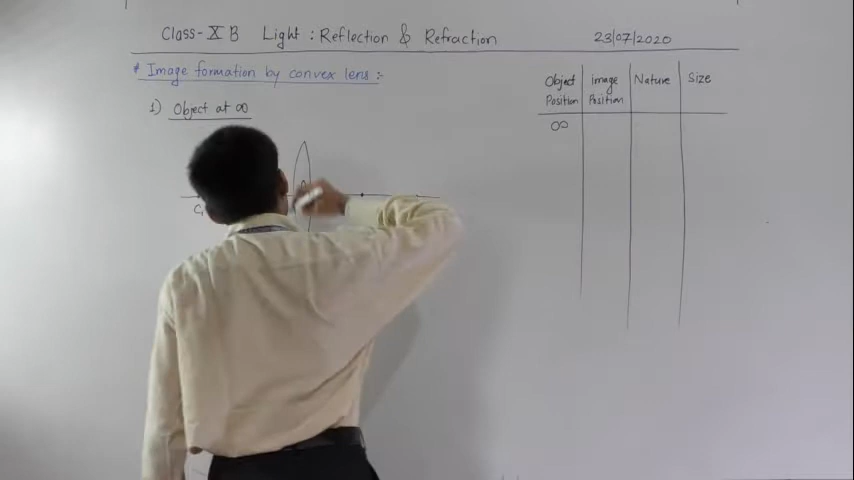 Class-X B Light : Reflection & Refraction 23/07/2020
* Image formation by convex lens :-
1) Object at ∞
Object Position image Position Nature Size
∞
C₁